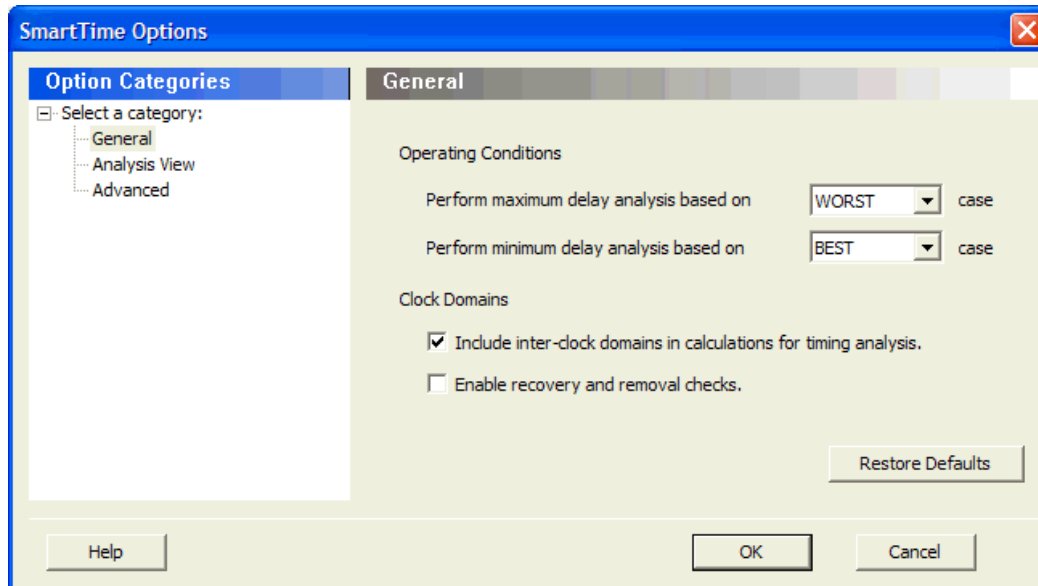 SmartTime Options
Option Categories
Select a category:
General
Analysis View
Advanced
General
Operating Conditions
Perform maximum delay analysis based on WORST case
Perform minimum delay analysis based on BEST case
Clock Domains
Include inter-clock domains in calculations for timing analysis.
Enable recovery and removal checks.
Restore Defaults
Help OK Cancel